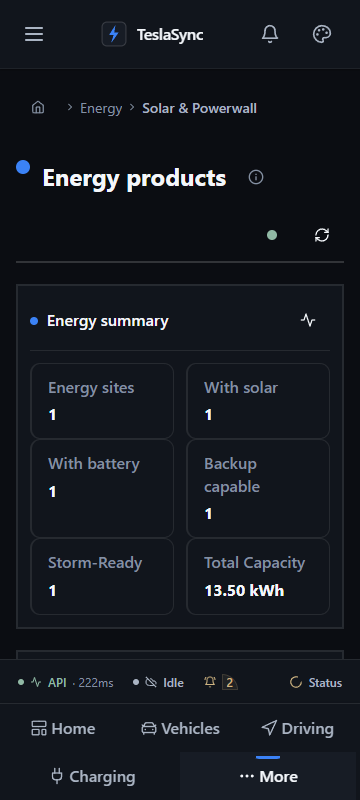 TeslaSync
Energy
Solar & Powerwall
Energy products
Energy summary
Energy sites
1
With solar
1
With battery
1
Backup
capable
1
Storm-Ready
1
Total Capacity
13.50 kWh
API · 222ms
Idle
2
Status
Home
Vehicles
Driving
Charging
More